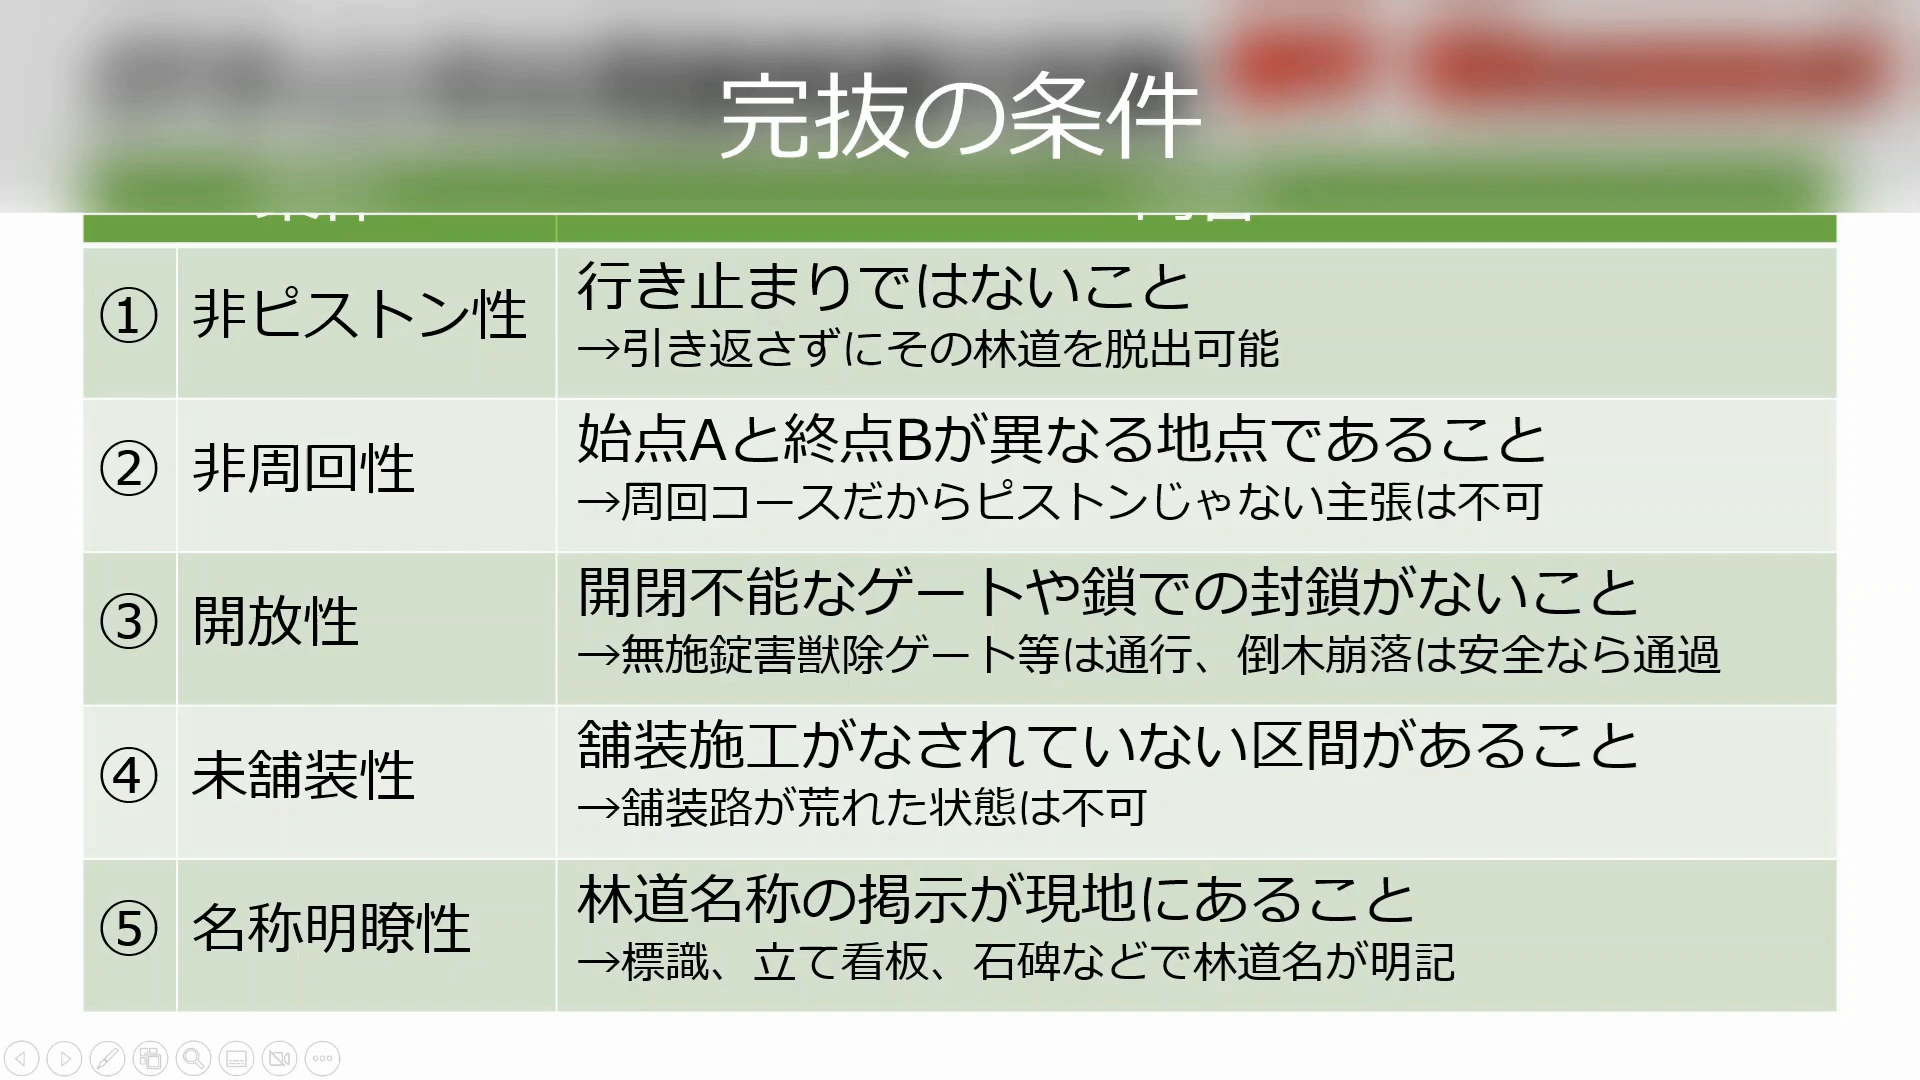 完抜の条件
① 非ピストン性
行き止まりではないこと
→引き返さずにその林道を脱出可能
② 非周回性
始点Aと終点Bが異なる地点であること
→周回コースだからピストンじゃない主張は不可
③ 開放性
開閉不能なゲートや鎖での封鎖がないこと
→無施錠害獣除ゲート等は通行、倒木崩落は安全なら通過
④ 未舗装性
舗装施工がなされていない区間があること
→舗装路が荒れた状態は不可
⑤ 名称明瞭性
林道名称の掲示が現地にあること
→標識、立て看板、石碑などで林道名が明記